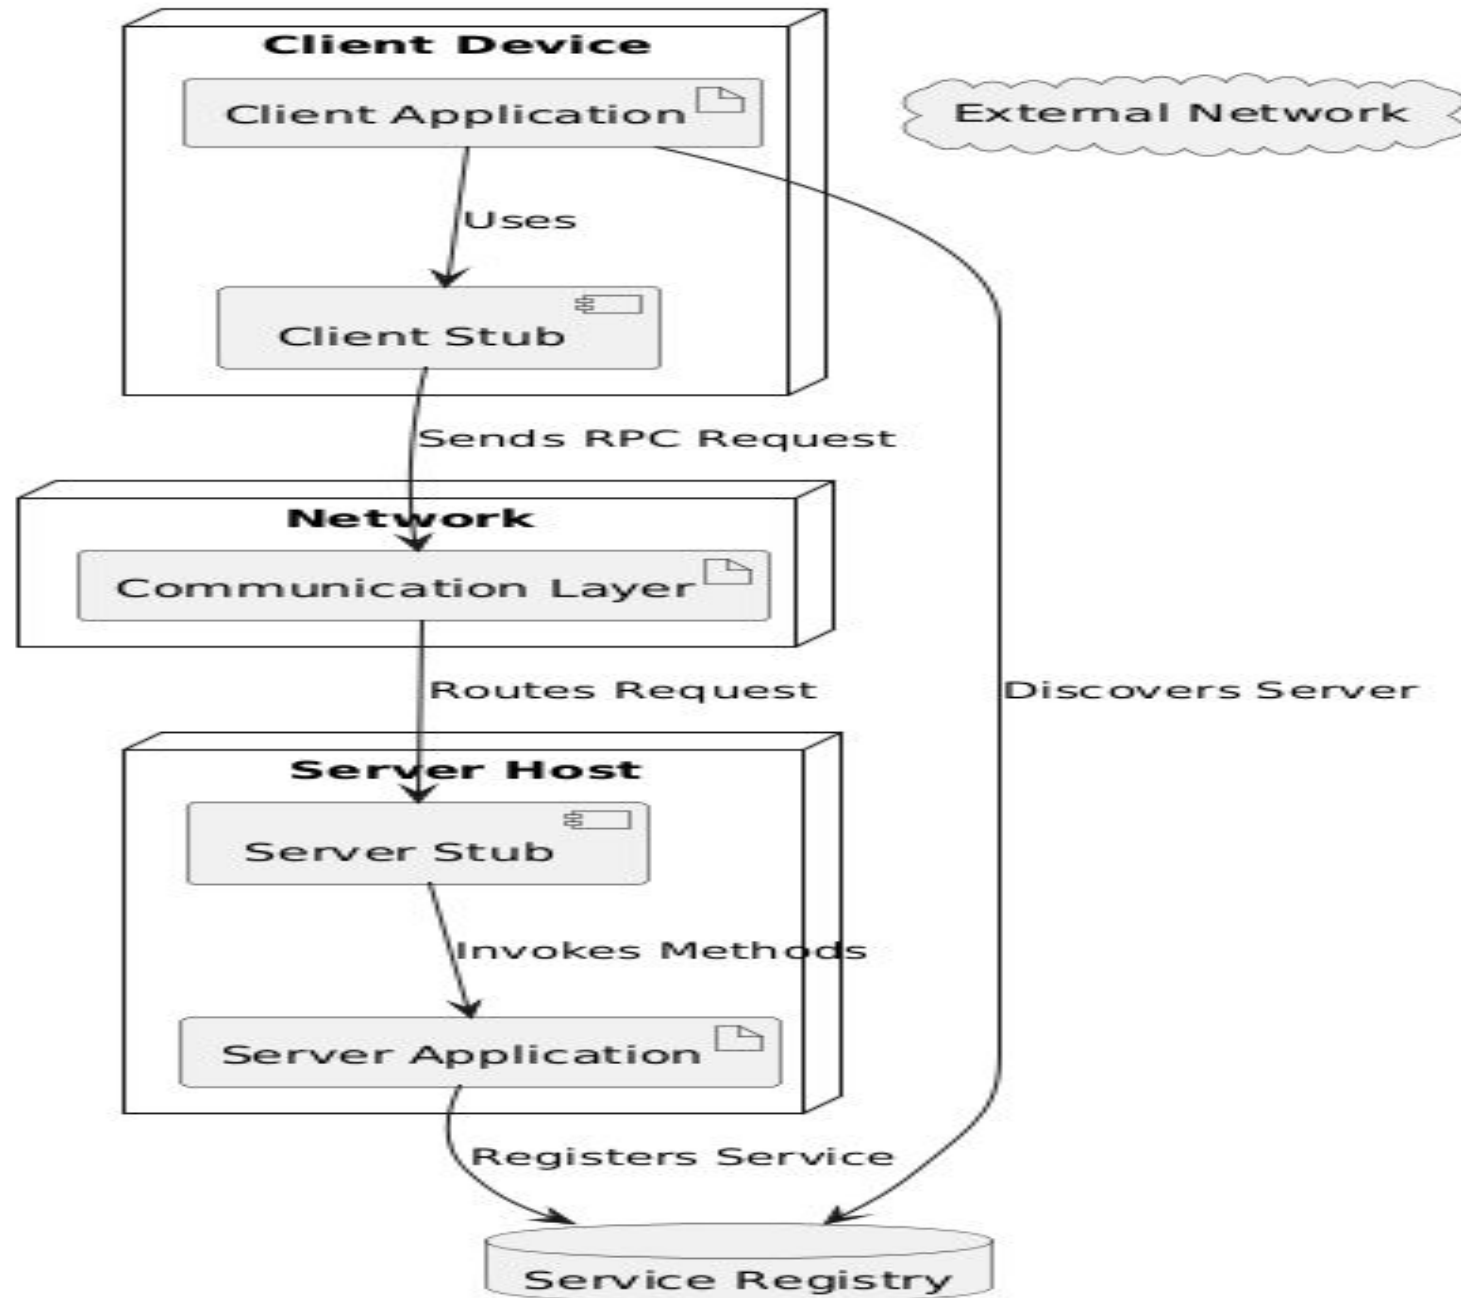 Client Device
Client Application
External Network
Uses
Client Stub
Sends RPC Request
Network
Communication Layer
Routes Request
Discovers Server
Server Host
Server Stub
Invokes Methods
Server Application
Registers Service
Service Registry